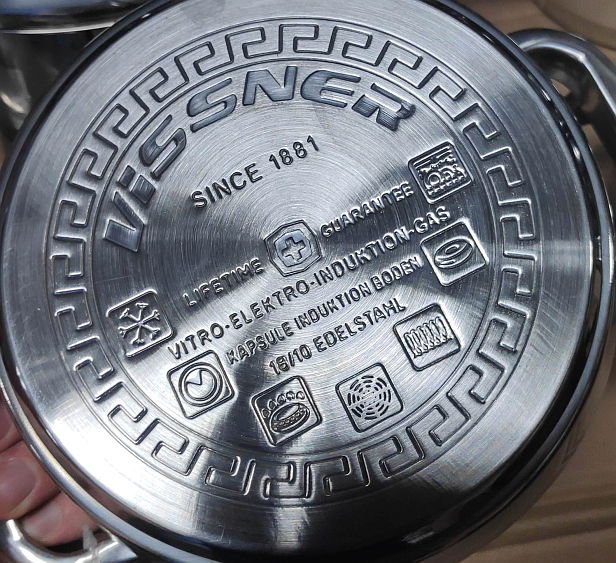 ViSSNER
SINCE 1881
LIFETIME GUARANTEE
VITRO-ELEKTRO-INDUKTION-GAS
KAPSULE INDUKTION BODEN
18/10 EDELSTAHL